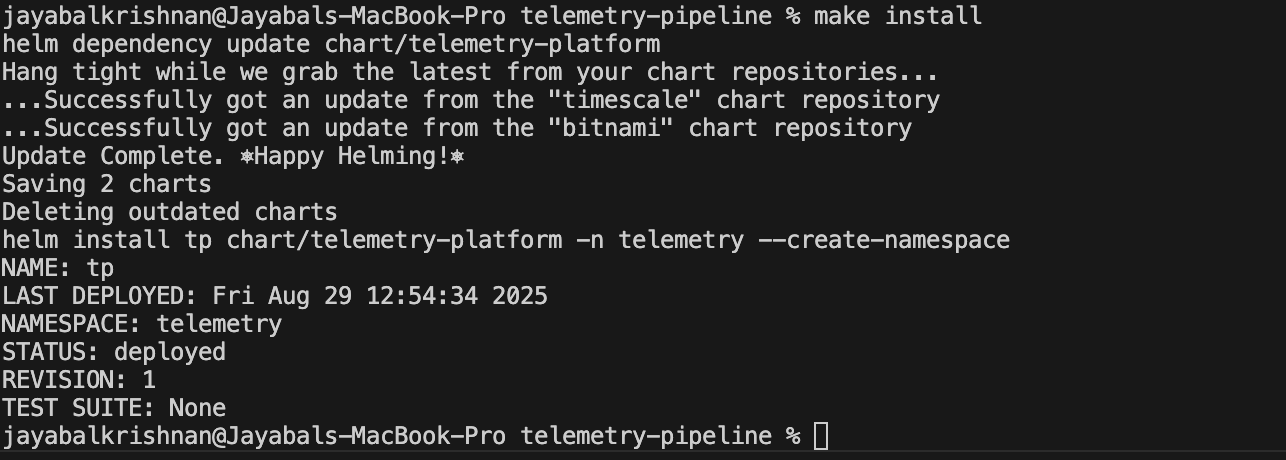 jayabalkrishnan@Jayabals-MacBook-Pro telemetry-pipeline % make install
helm dependency update chart/telemetry-platform
Hang tight while we grab the latest from your chart repositories...
...Successfully got an update from the "timescale" chart repository
...Successfully got an update from the "bitnami" chart repository
Update Complete. ⎈Happy Helming!⎈
Saving 2 charts
Deleting outdated charts
helm install tp chart/telemetry-platform -n telemetry --create-namespace
NAME: tp
LAST DEPLOYED: Fri Aug 29 12:54:34 2025
NAMESPACE: telemetry
STATUS: deployed
REVISION: 1
TEST SUITE: None
jayabalkrishnan@Jayabals-MacBook-Pro telemetry-pipeline %